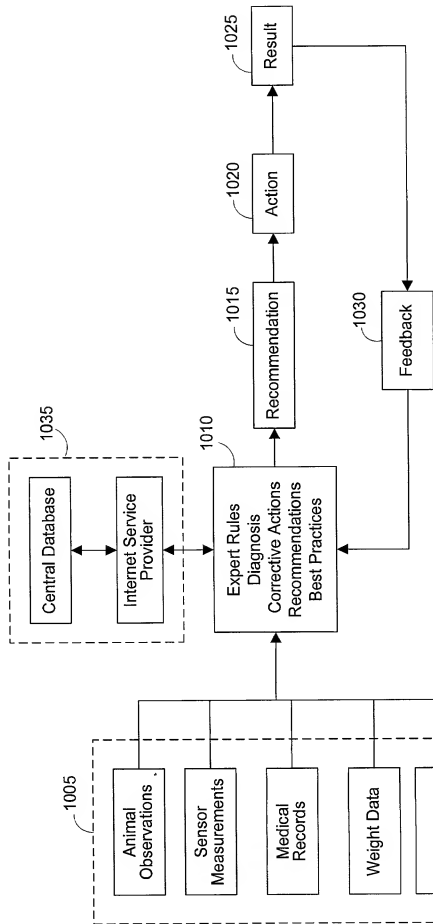 1035
Central Database
Internet Service
Provider
1005
Animal
Observations
Sensor
Measurements
Medical
Records
Weight Data
1010
Expert Rules
Diagnosis
Corrective Actions
Recommendations
Best Practices
1015
Recommendation
1020
Action
1025
Result
1030
Feedback